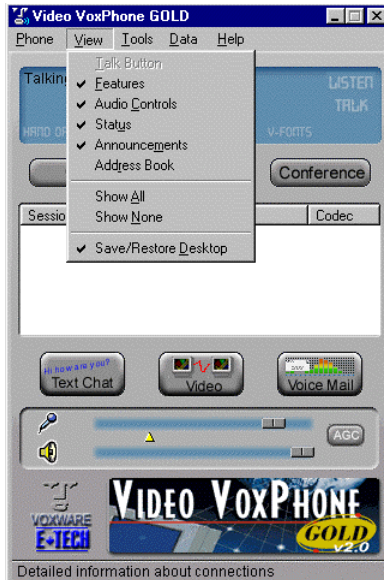 Video VoxPhone GOLD
Phone View Tools Data Help
Talk Button
Features
Audio Controls
Status
Announcements
Address Book
Show All
Show None
Save/Restore Desktop
Talking
LISTEN
TALK
V-FONTS
Conference
Codec
Hi how are you?
Text Chat
Video
Voice Mail
AGC
VOXWARE
E-TECH
VIDEO VOXPHONE
GOLD
v2.0
Detailed information about connections